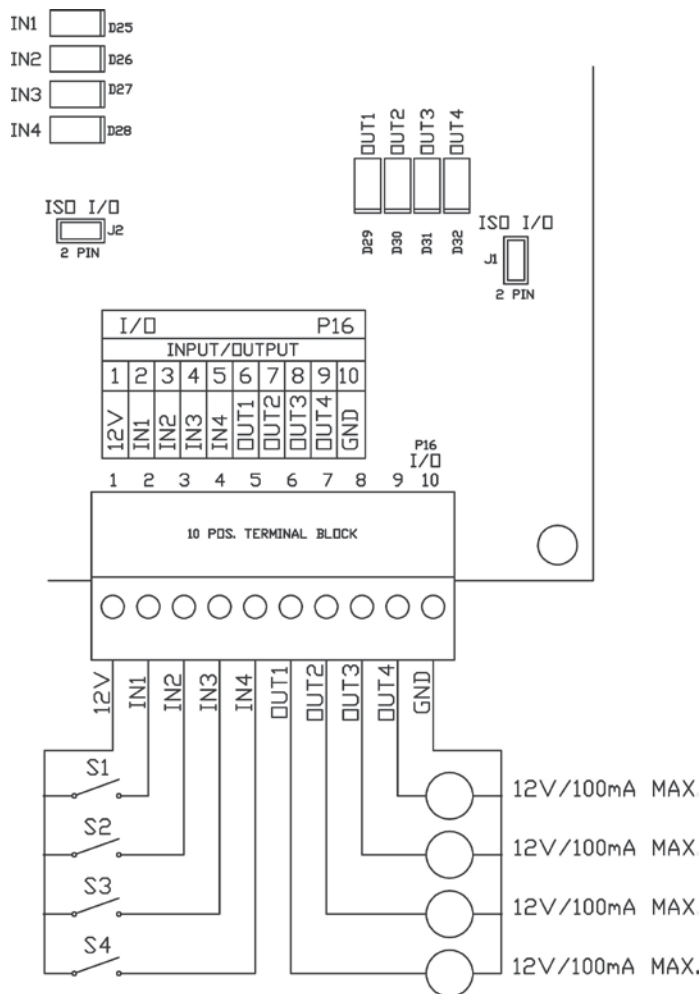 IN1 D25
IN2 D26
IN3 D27
IN4 D28
OUT1 OUT2 OUT3 OUT4
D29 D30 D31 D32
ISO I/O
J2
2 PIN
ISO I/O
J1
2 PIN
I/O P16
INPUT/OUTPUT
1 2 3 4 5 6 7 8 9 10
12V IN1 IN2 IN3 IN4 OUT1 OUT2 OUT3 OUT4 GND
P16
I/O
1 2 3 4 5 6 7 8 9 10
10 POS. TERMINAL BLOCK
12V IN1 IN2 IN3 IN4 OUT1 OUT2 OUT3 OUT4 GND
S1 12V/100mA MAX.
S2 12V/100mA MAX.
S3 12V/100mA MAX.
S4 12V/100mA MAX.